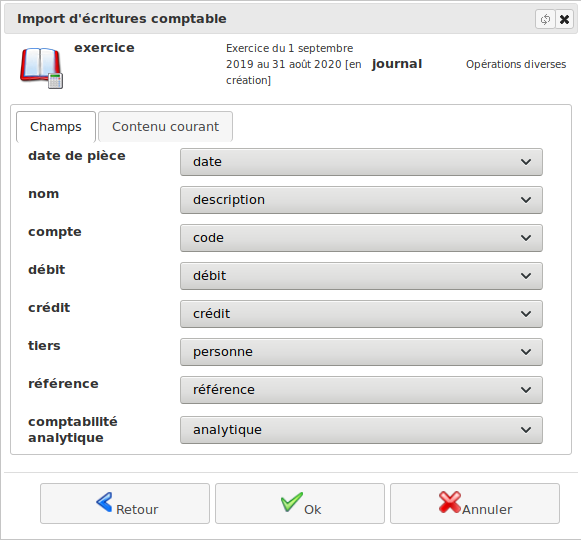 Import d'écritures comptable
exercice
Exercice du 1 septembre
2019 au 31 août 2020 [en
création]
journal
Opérations diverses
Champs
Contenu courant
date de pièce
date
nom
description
compte
code
débit
débit
crédit
crédit
tiers
personne
référence
référence
comptabilité
analytique
analytique
Retour
Ok
Annuler